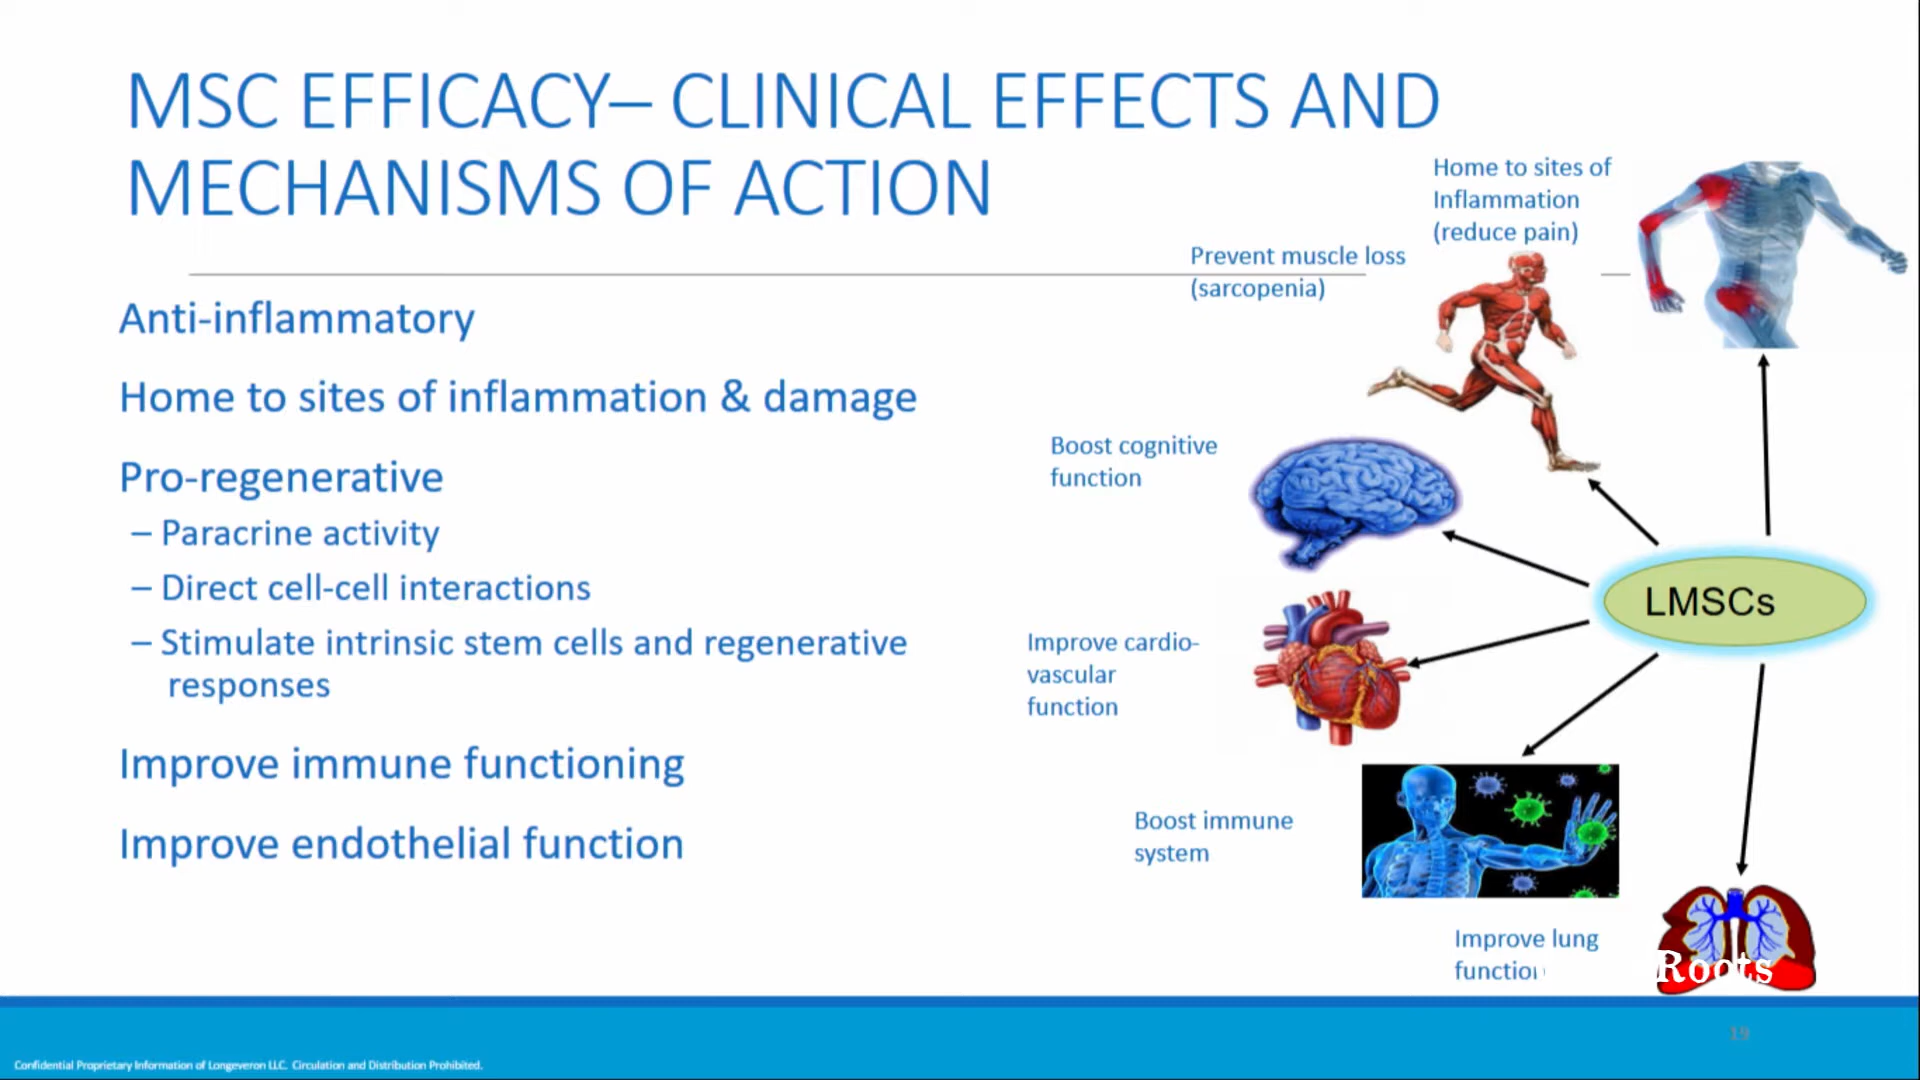 MSC EFFICACY– CLINICAL EFFECTS AND
MECHANISMS OF ACTION
Anti-inflammatory
Home to sites of inflammation & damage
Pro-regenerative
– Paracrine activity
– Direct cell-cell interactions
– Stimulate intrinsic stem cells and regenerative
responses
Improve immune functioning
Improve endothelial function
Home to sites of
Inflammation
(reduce pain)
Prevent muscle loss
(sarcopenia)
Boost cognitive
function
Improve cardio-
vascular
function
LMSCs
Boost immune
system
Improve lung
function
Roots
19
Confidential Proprietary Information of Longeveron LLC. Circulation and Distribution Prohibited.